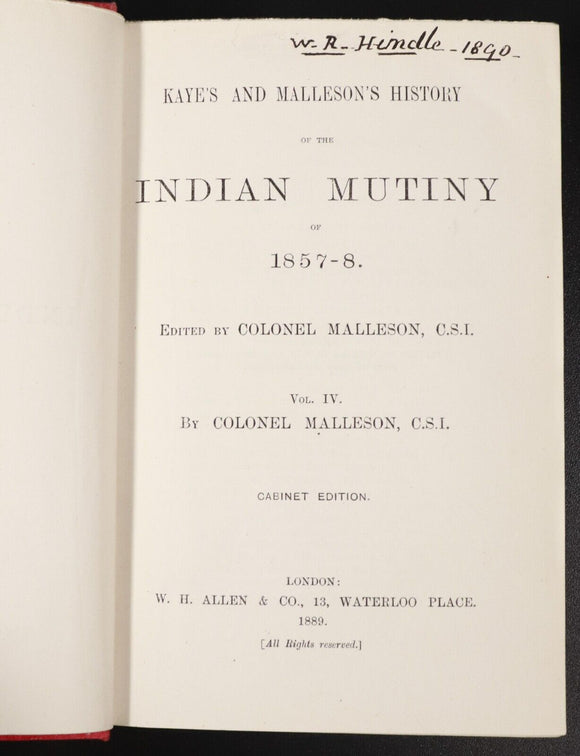 W. R. Hindle - 1890 -
KAYE'S AND MALLESON'S HISTORY
OF THE
INDIAN MUTINY
OF
1857-8.
EDITED BY COLONEL MALLESON, C.S.I.
VOL. IV.
BY COLONEL MALLESON, C.S.I.
CABINET EDITION.
LONDON:
W. H. ALLEN & CO., 13, WATERLOO PLACE.
1889.
[All Rights reserved.]